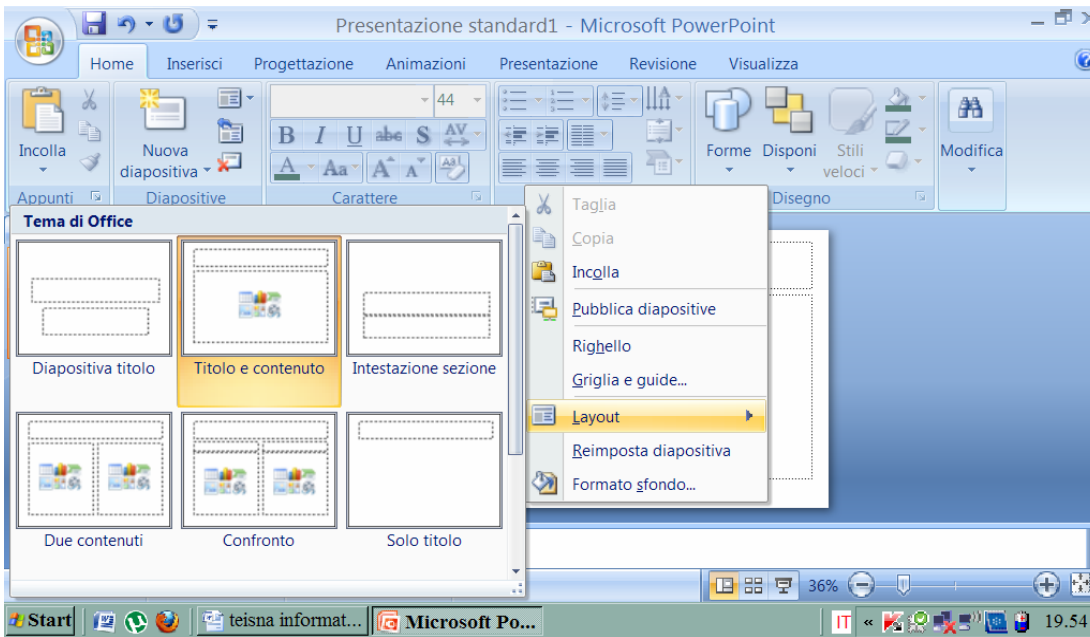 Presentazione standard1 - Microsoft PowerPoint
Home Inserisci Progettazione Animazioni Presentazione Revisione Visualizza
44
Incolla
Nuova
diapositiva
B I U abc S AV
A Aa A A
Forme Disponi Stili
veloci
Modifica
Appunti Diapositive Carattere Disegno
Tema di Office
Diapositiva titolo Titolo e contenuto Intestazione sezione
Due contenuti Confronto Solo titolo
Taglia
Copia
Incolla
Pubblica diapositive
Righello
Griglia e guide...
Layout
Reimposta diapositiva
Formato sfondo...
36%
Start teisna informat... Microsoft Po... IT « 19.54